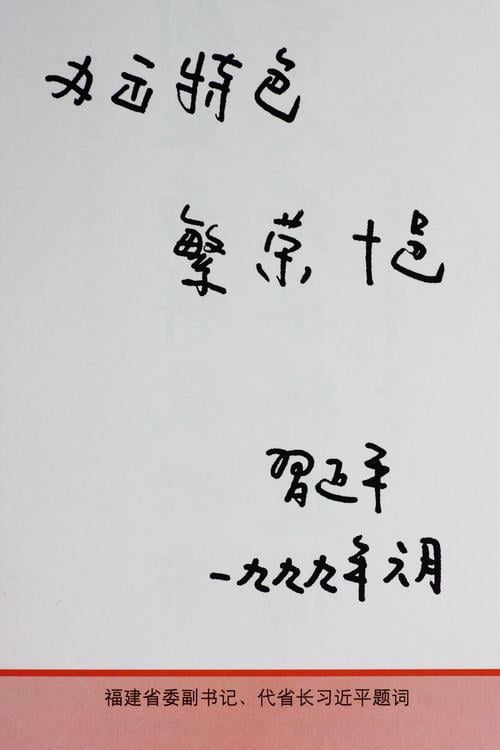 办出特色
繁荣十邑
習近平
一九九九年六月
福建省委副书记、代省长习近平题词